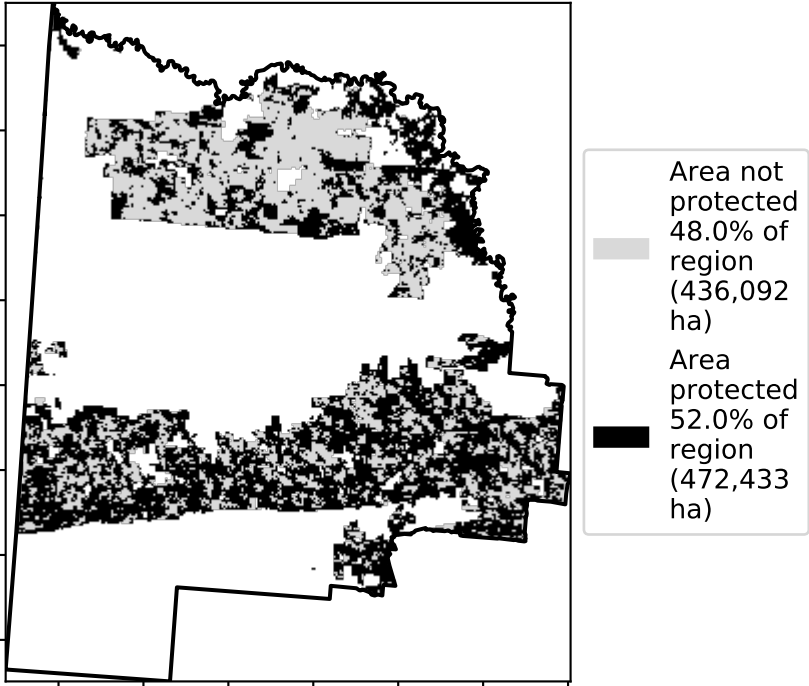 Area not
protected
48.0% of
region
(436,092
ha)
Area
protected
52.0% of
region
(472,433
ha)